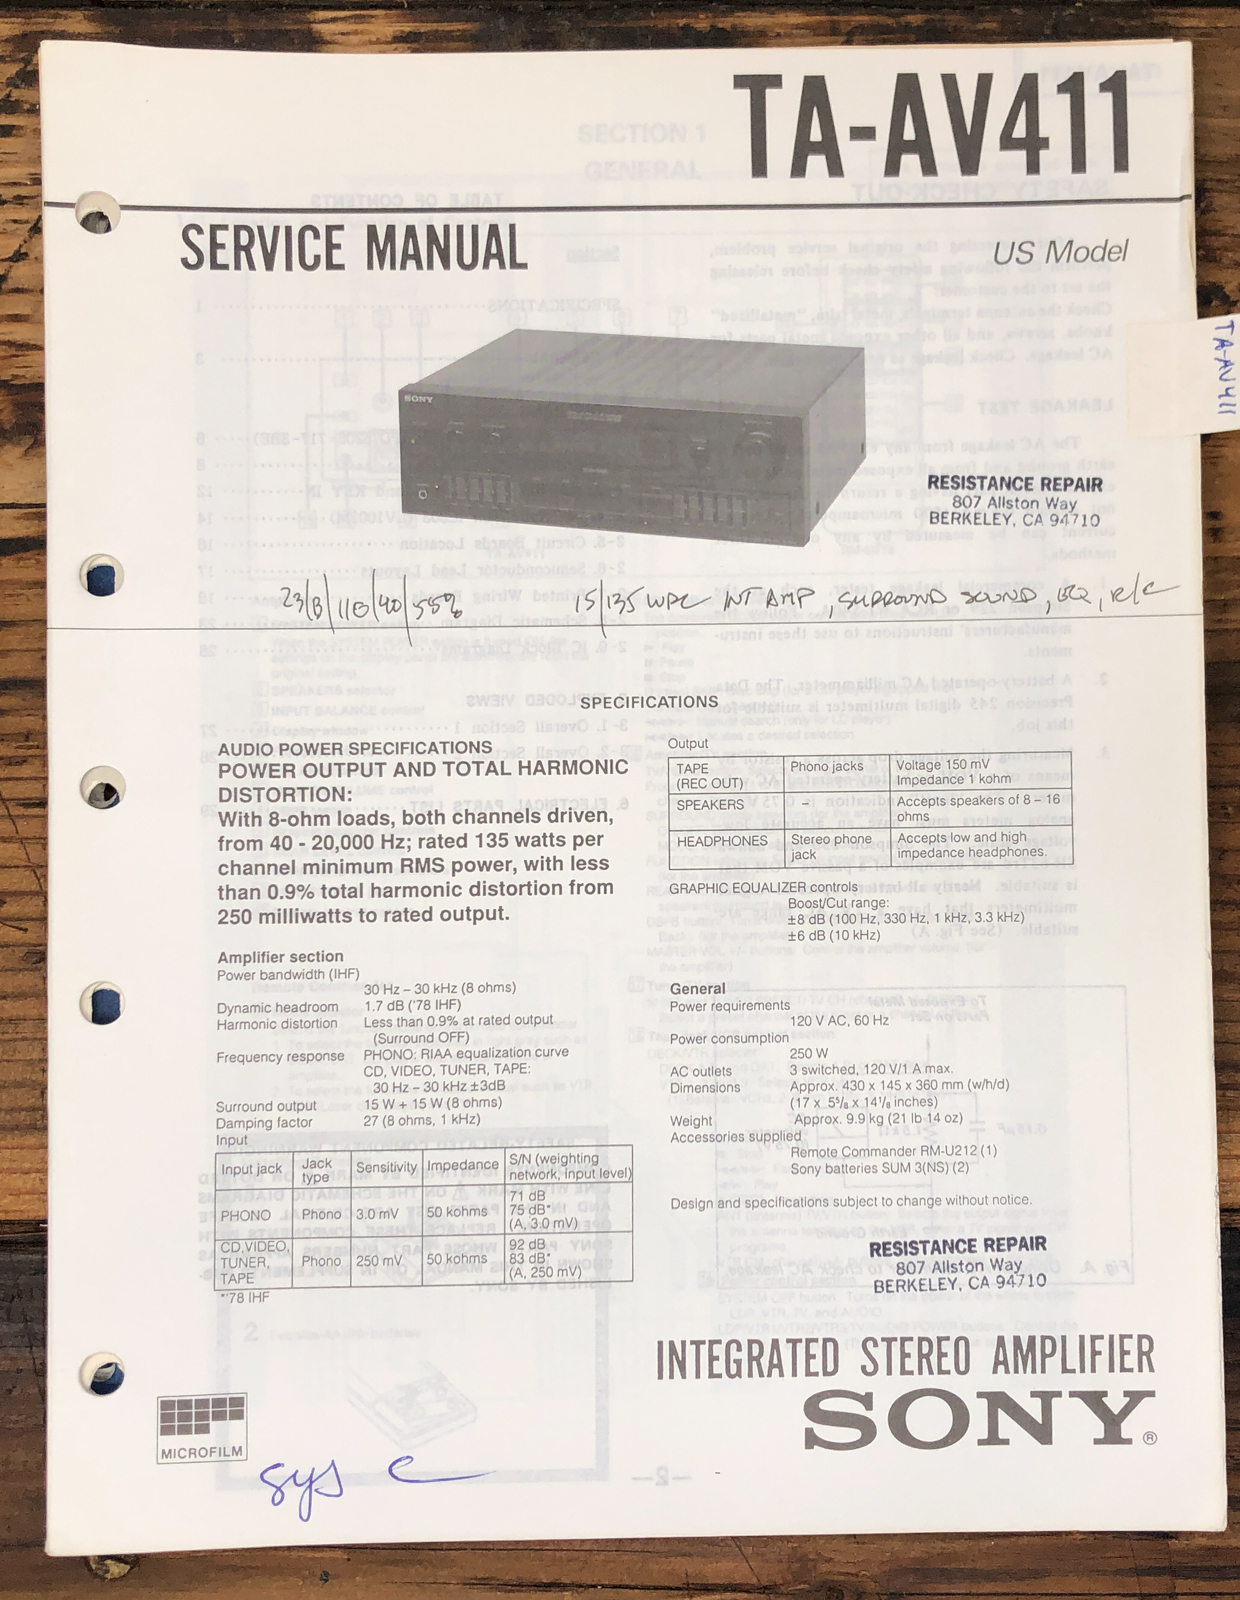 TA-AV411
SERVICE MANUAL
US Model
TA-AV411
SONY
RESISTANCE REPAIR
807 Allston Way
BERKELEY, CA 94710
23/8/110/40/55%
15/135 WPC INT AMP, SURROUND SOUND, EQ, R/C
SPECIFICATIONS
AUDIO POWER SPECIFICATIONS
POWER OUTPUT AND TOTAL HARMONIC
DISTORTION:
With 8-ohm loads, both channels driven,
from 40 - 20,000 Hz; rated 135 watts per
channel minimum RMS power, with less
than 0.9% total harmonic distortion from
250 milliwatts to rated output.
Amplifier section
Power bandwidth (IHF)
30 Hz – 30 kHz (8 ohms)
Dynamic headroom 1.7 dB ('78 IHF)
Harmonic distortion Less than 0.9% at rated output
(Surround OFF)
Frequency response PHONO: RIAA equalization curve
CD, VIDEO, TUNER, TAPE:
30 Hz – 30 kHz ±3dB
Surround output 15 W + 15 W (8 ohms)
Damping factor 27 (8 ohms, 1 kHz)
Input
Input jack Jack type Sensitivity Impedance S/N (weighting network, input level)
PHONO Phono 3.0 mV 50 kohms 71 dB 75 dB* (A, 3.0 mV)
CD, VIDEO, TUNER, TAPE Phono 250 mV 50 kohms 92 dB 83 dB* (A, 250 mV)
*'78 IHF
Output
TAPE (REC OUT) Phono jacks Voltage 150 mV Impedance 1 kohm
SPEAKERS – Accepts speakers of 8 – 16 ohms
HEADPHONES Stereo phone jack Accepts low and high impedance headphones.
GRAPHIC EQUALIZER controls
Boost/Cut range:
±8 dB (100 Hz, 330 Hz, 1 kHz, 3.3 kHz)
±6 dB (10 kHz)
General
Power requirements
120 V AC, 60 Hz
Power consumption
250 W
AC outlets 3 switched, 120 V/1 A max.
Dimensions Approx. 430 x 145 x 360 mm (w/h/d)
(17 x 5⁵/₈ x 14¹/₈ inches)
Weight Approx. 9.9 kg (21 lb 14 oz)
Accessories supplied
Remote Commander RM-U212 (1)
Sony batteries SUM 3(NS) (2)
Design and specifications subject to change without notice.
RESISTANCE REPAIR
807 Allston Way
BERKELEY, CA 94710
INTEGRATED STEREO AMPLIFIER
SONY®
MICROFILM
sys c